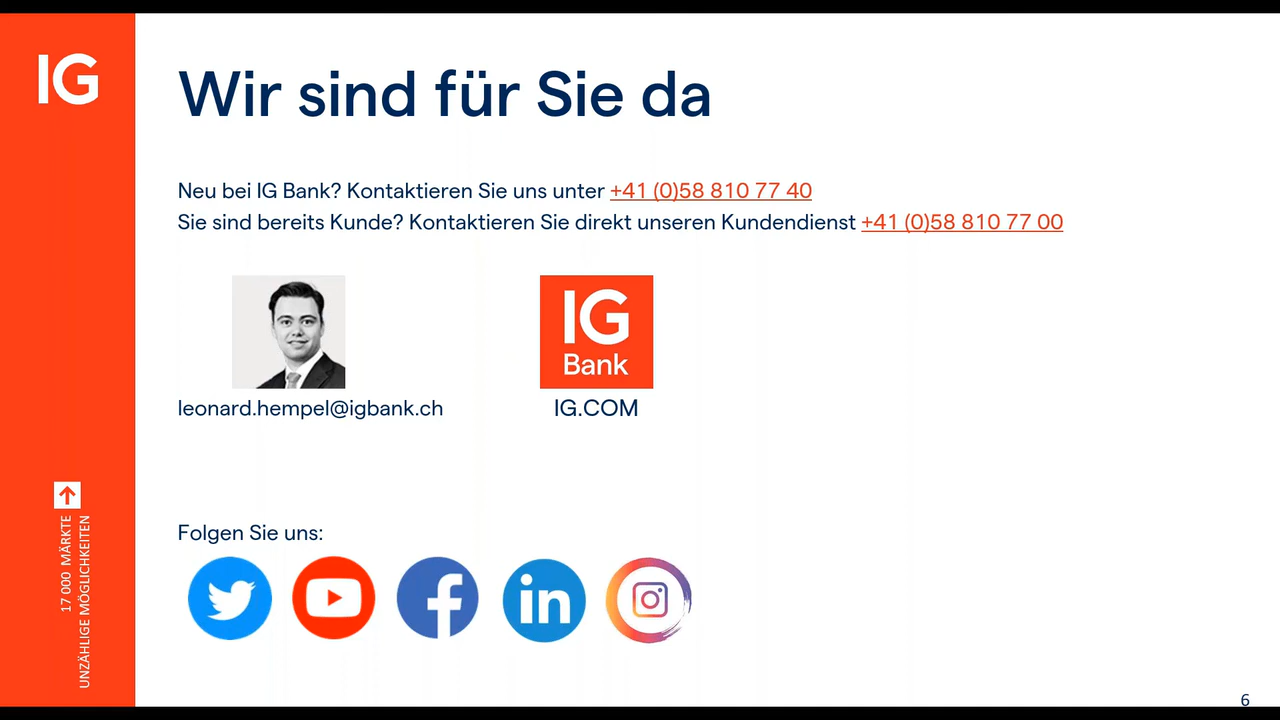 IG
Wir sind für Sie da
Neu bei IG Bank? Kontaktieren Sie uns unter +41 (0)58 810 77 40
Sie sind bereits Kunde? Kontaktieren Sie direkt unseren Kundendienst +41 (0)58 810 77 00
IG
Bank
leonard.hempel@igbank.ch
IG.COM
17 000 MÄRKTE
UNZÄHLIGE MÖGLICHKEITEN
Folgen Sie uns:
f
in
6